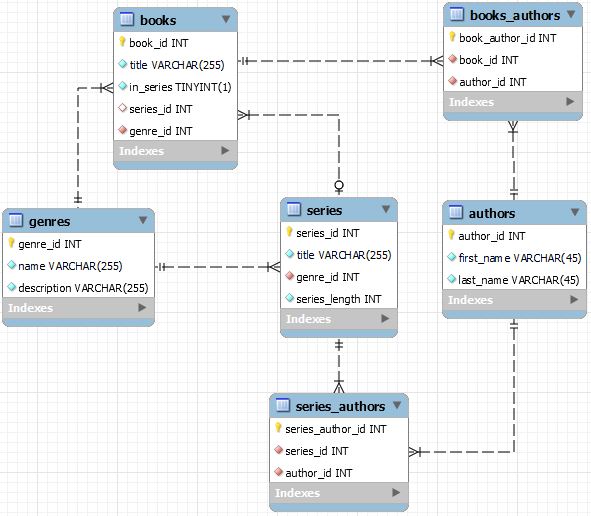 books
book_id INT
title VARCHAR(255)
in_series TINYINT(1)
series_id INT
genre_id INT
Indexes
books_authors
book_author_id INT
book_id INT
author_id INT
Indexes
genres
genre_id INT
name VARCHAR(255)
description VARCHAR(255)
Indexes
series
series_id INT
title VARCHAR(255)
genre_id INT
series_length INT
Indexes
authors
author_id INT
first_name VARCHAR(45)
last_name VARCHAR(45)
Indexes
series_authors
series_author_id INT
series_id INT
author_id INT
Indexes